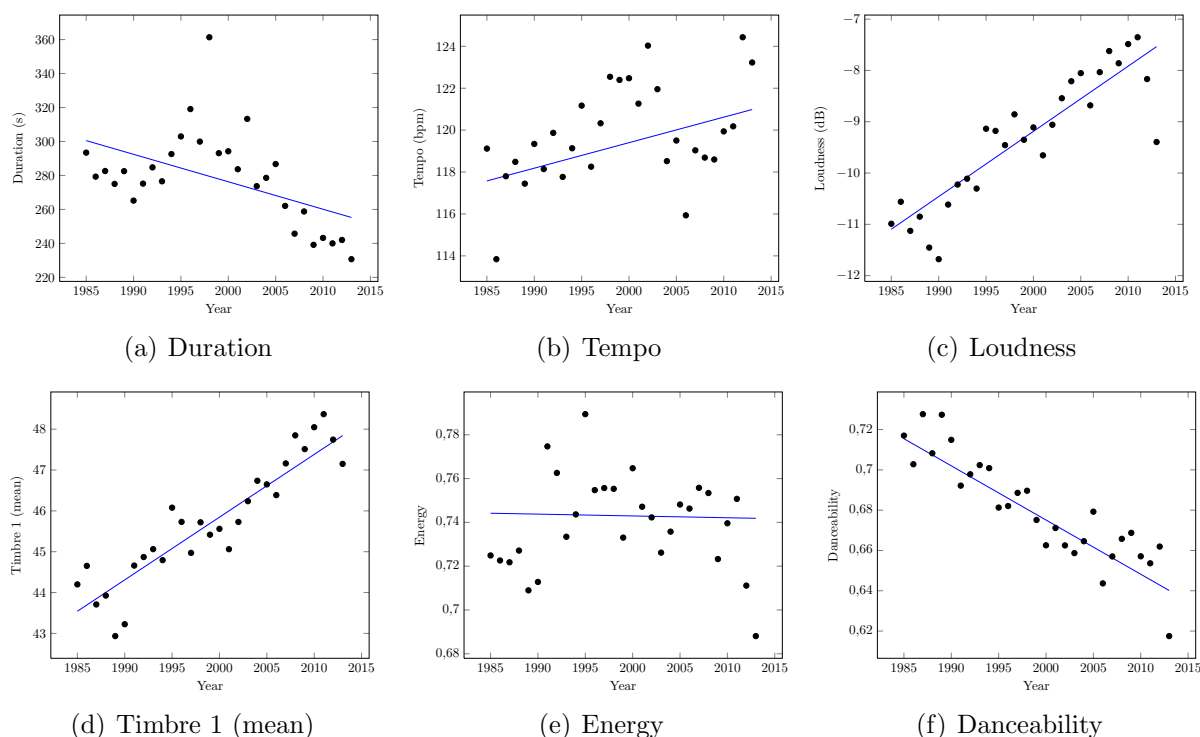 360
340
320
300
280
260
240
220
1985 1990 1995 2000 2005 2010 2015
Year
Duration (s)
(a) Duration
124
122
120
118
116
114
1985 1990 1995 2000 2005 2010 2015
Year
Tempo (bpm)
(b) Tempo
−7
−8
−9
−10
−11
−12
1985 1990 1995 2000 2005 2010 2015
Year
Loudness (dB)
(c) Loudness
48
47
46
45
44
43
1985 1990 1995 2000 2005 2010 2015
Year
Timbre 1 (mean)
(d) Timbre 1 (mean)
0,8
0,78
0,76
0,74
0,72
0,7
0,68
1985 1990 1995 2000 2005 2010 2015
Year
Energy
(e) Energy
0,72
0,7
0,68
0,66
0,64
0,62
1985 1990 1995 2000 2005 2010 2015
Year
Danceability
(f) Danceability